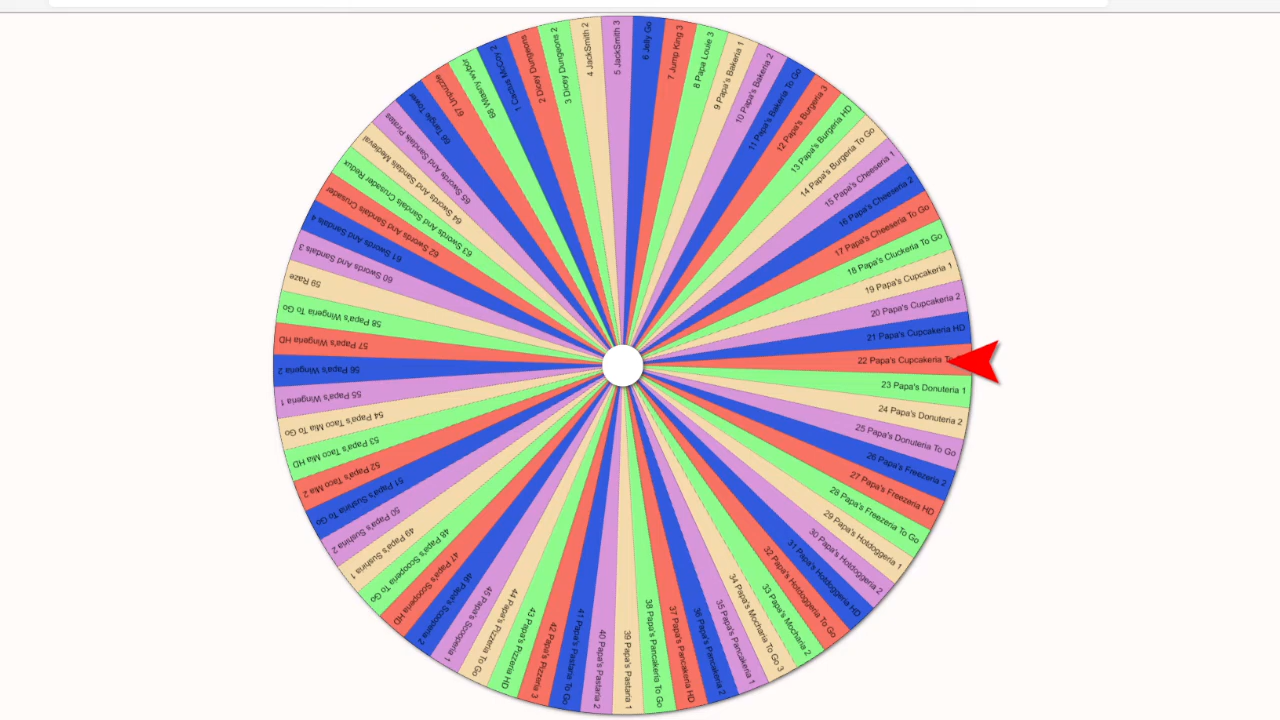 1 Cactus McCoy 2
2 Dicey Dungeons
3 Dicey Dungeons 2
4 JackSmith 2
5 JackSmith 3
6 Jelly Go
7 Jump King 3
8 Papa Louie 3
9 Papa's Bakeria 1
10 Papa's Bakeria 2
11 Papa's Bakeria To Go
12 Papa's Burgeria 3
13 Papa's Burgeria HD
14 Papa's Burgeria To Go
15 Papa's Cheeseria 1
16 Papa's Cheeseria 2
17 Papa's Cheeseria To Go
18 Papa's Cluckeria To Go
19 Papa's Cupcakeria 1
20 Papa's Cupcakeria 2
21 Papa's Cupcakeria HD
22 Papa's Cupcakeria
23 Papa's Donuteria 1
24 Papa's Donuteria 2
25 Papa's Donuteria To Go
26 Papa's Freezeria 2
27 Papa's Freezeria HD
28 Papa's Freezeria To Go
29 Papa's Hotdoggeria 1
30 Papa's Hotdoggeria 2
31 Papa's Hotdoggeria HD
32 Papa's Hotdoggeria To Go
33 Papa's Mocharia 2
34 Papa's Mocharia To Go 3
35 Papa's Pancakeria 1
36 Papa's Pancakeria 2
37 Papa's Pancakeria HD
38 Papa's Pancakeria To Go
39 Papa's Pastaria 1
40 Papa's Pastaria 2
41 Papa's Pastaria To Go
42 Papa's Pizzeria 3
43 Papa's Pizzeria HD
44 Papa's Pizzeria To Go
45 Papa's Scooperia 1
46 Papa's Scooperia 2
47 Papa's Scooperia HD
48 Papa's Scooperia To Go
49 Papa's Sushiria 1
50 Papa's Sushiria 2
51 Papa's Sushiria To Go
52 Papa's Taco Mia 2
53 Papa's Taco Mia HD
54 Papa's Taco Mia To Go
55 Papa's Wingeria 1
56 Papa's Wingeria 2
57 Papa's Wingeria HD
58 Papa's Wingeria To Go
59 Raze
60 Swords And Sandals 3
61 Swords And Sandals 4
62 Swords And Sandals Crusader
63 Swords And Sandals Crusader Redux
64 Swords And Sandals Medieval
65 Swords And Sandals Pirates
66 Tangle Tower
67 Unpuzzle
68 Własny wybór